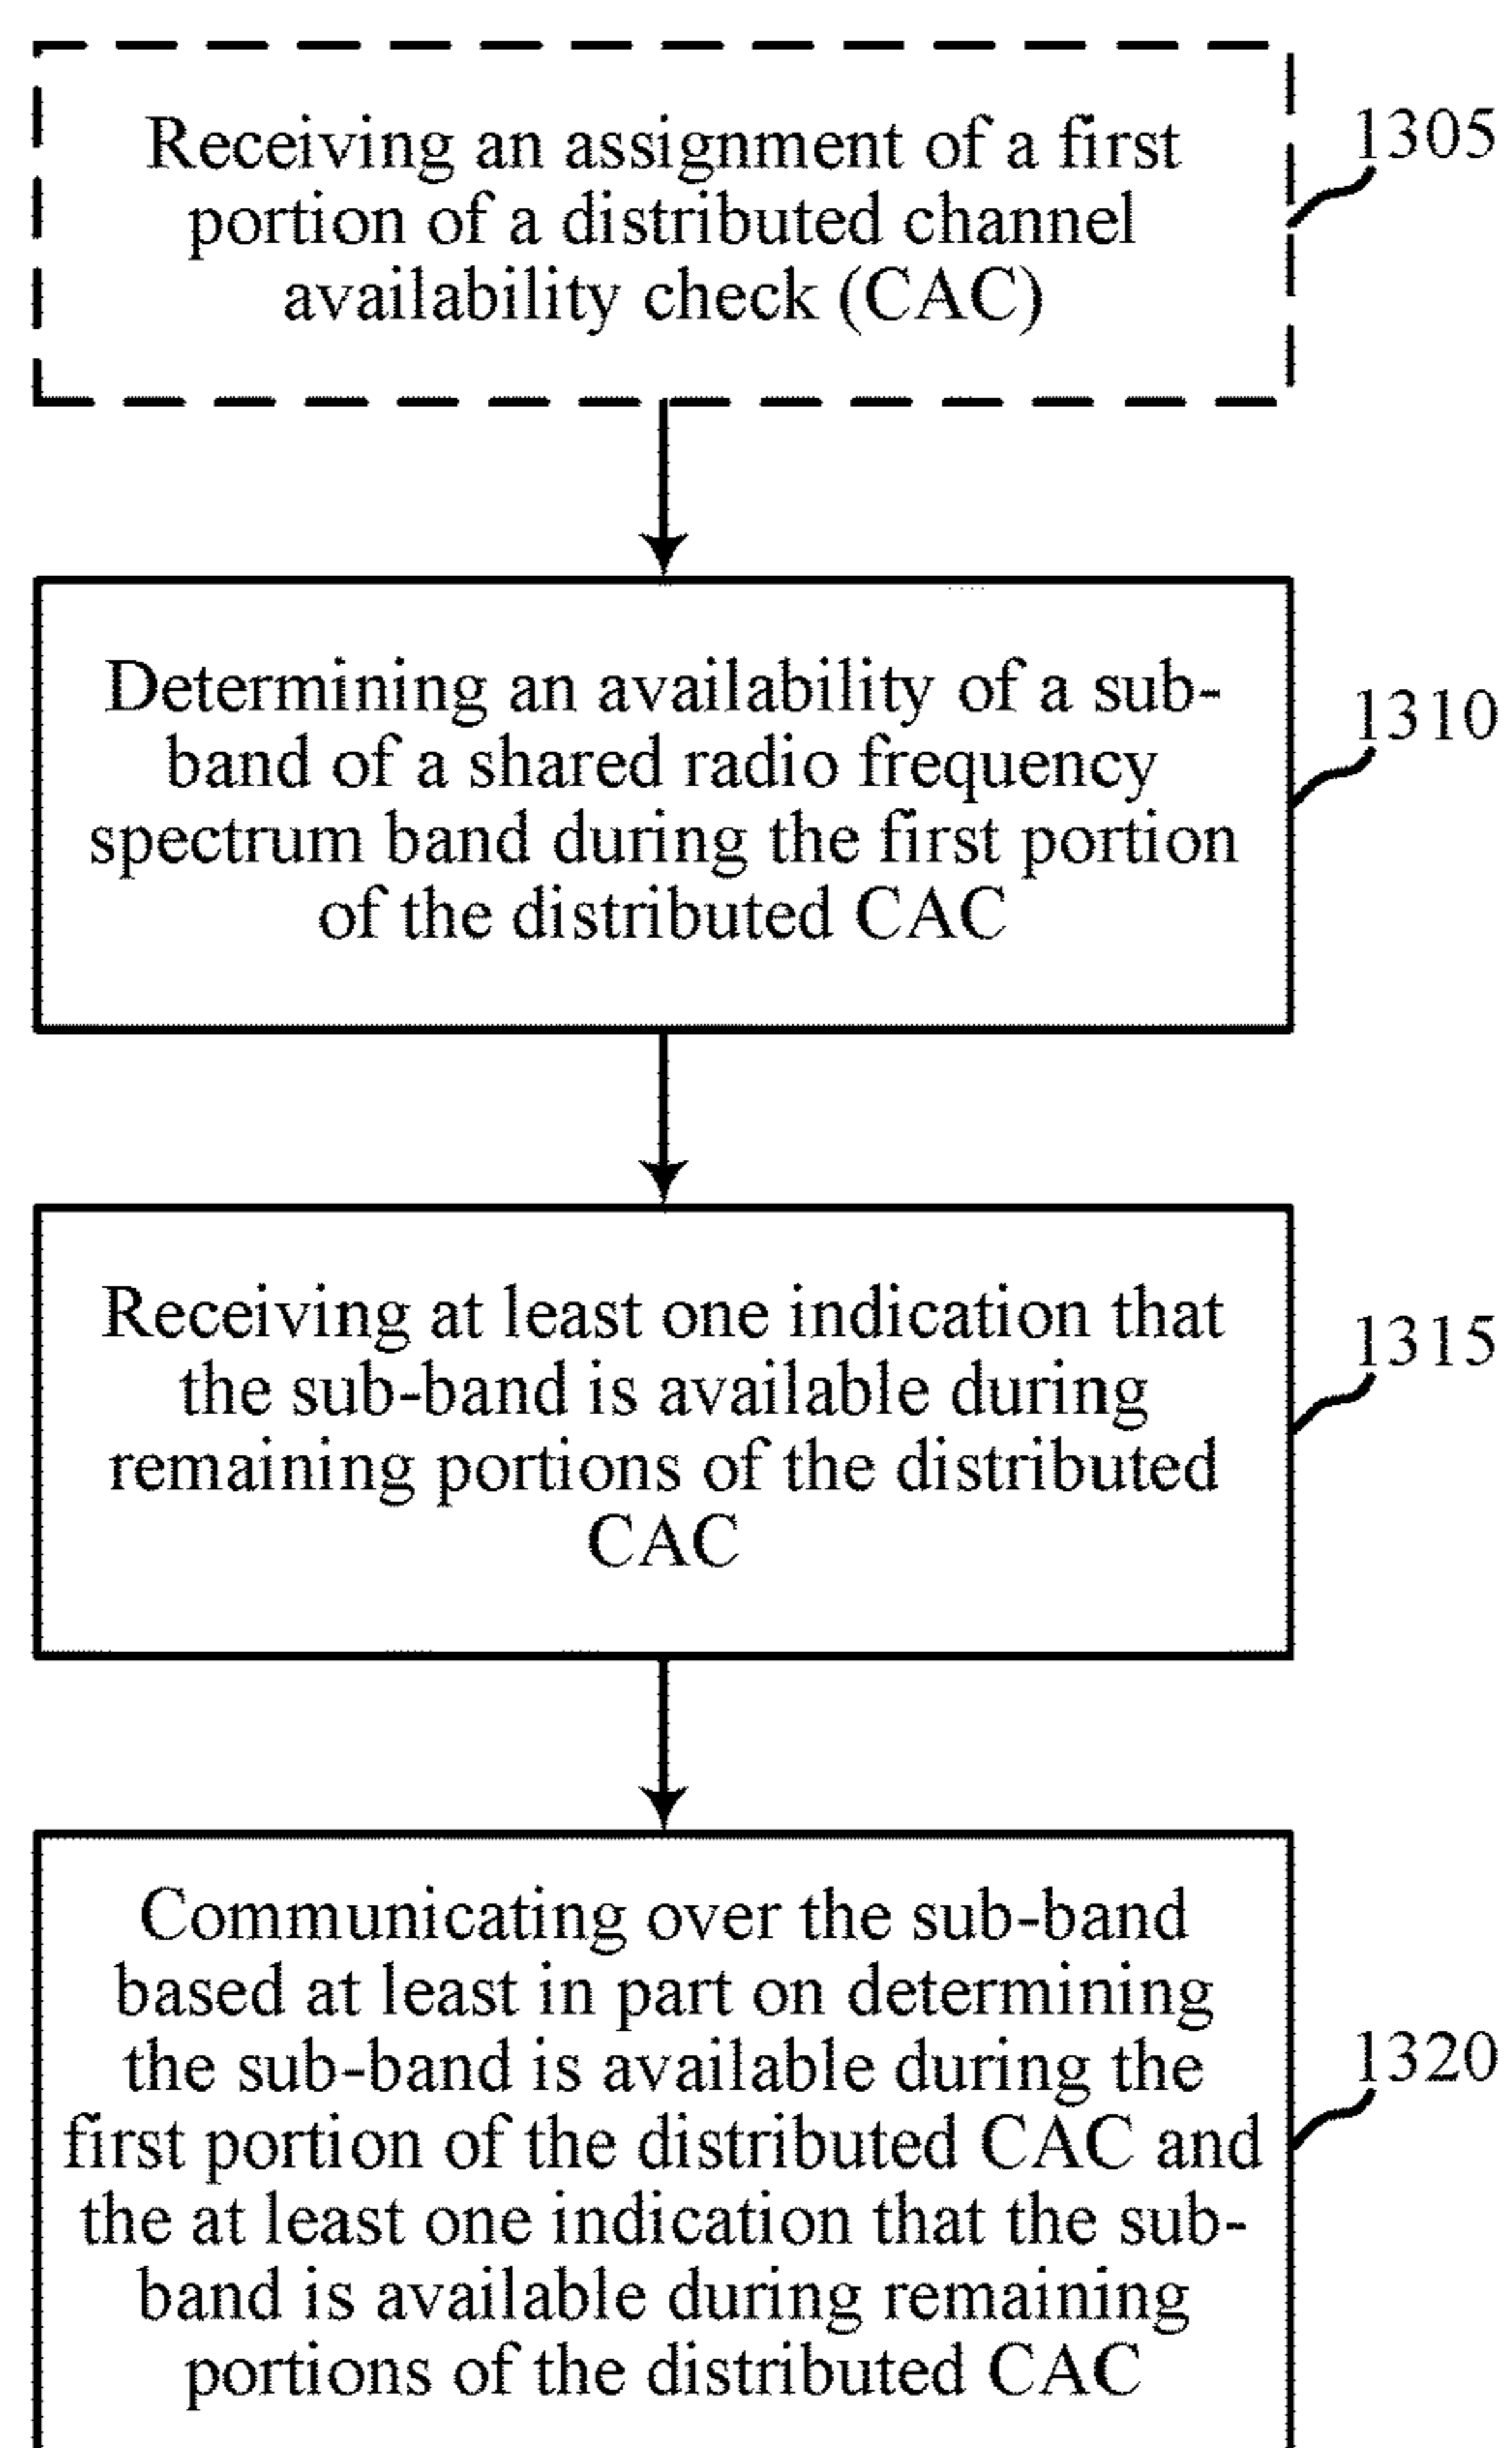 Receiving an assignment of a first
portion of a distributed channel
availability check (CAC)
1305
Determining an availability of a sub-
band of a shared radio frequency
spectrum band during the first portion
of the distributed CAC
1310
Receiving at least one indication that
the sub-band is available during
remaining portions of the distributed
CAC
1315
Communicating over the sub-band
based at least in part on determining
the sub-band is available during the
first portion of the distributed CAC and
the at least one indication that the sub-
band is available during remaining
portions of the distributed CAC
1320